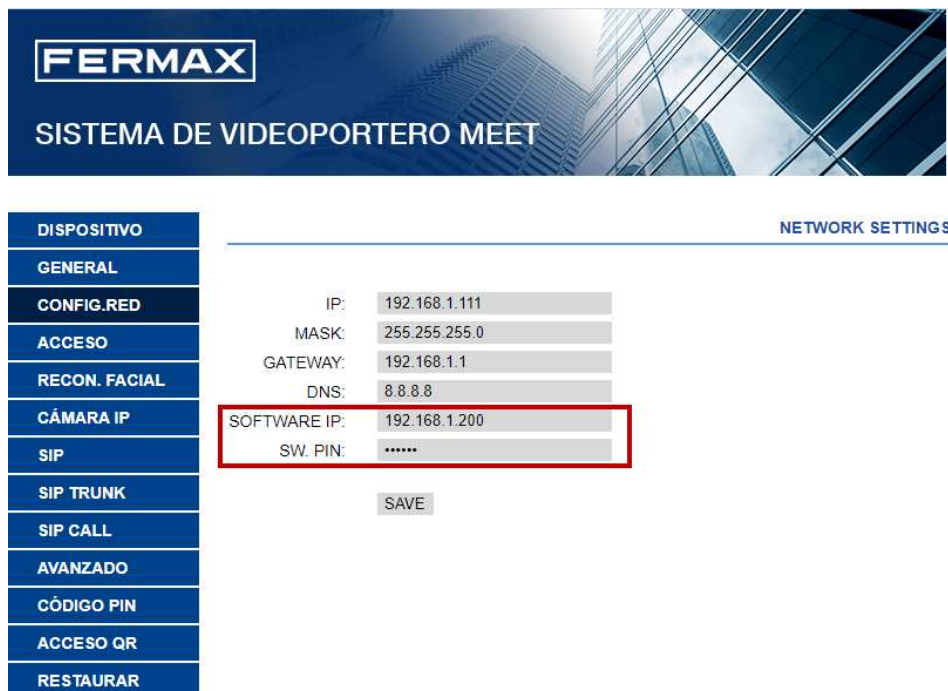 FERMAX
SISTEMA DE VIDEOPORTERO MEET
DISPOSITIVO
GENERAL
CONFIG.RED
ACCESO
RECON. FACIAL
CÁMARA IP
SIP
SIP TRUNK
SIP CALL
AVANZADO
CÓDIGO PIN
ACCESO QR
RESTAURAR
NETWORK SETTINGS
IP: 192.168.1.111
MASK: 255.255.255.0
GATEWAY: 192.168.1.1
DNS: 8.8.8.8
SOFTWARE IP: 192.168.1.200
SW. PIN: ••••••
SAVE